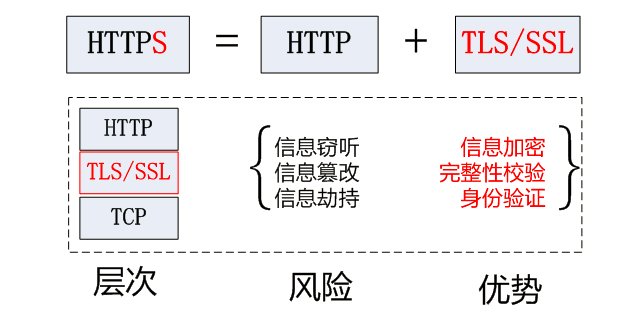 HTTPS = HTTP + TLS/SSL
HTTP
TLS/SSL
TCP
信息窃听
信息篡改
信息劫持
信息加密
完整性校验
身份验证
层次
风险
优势